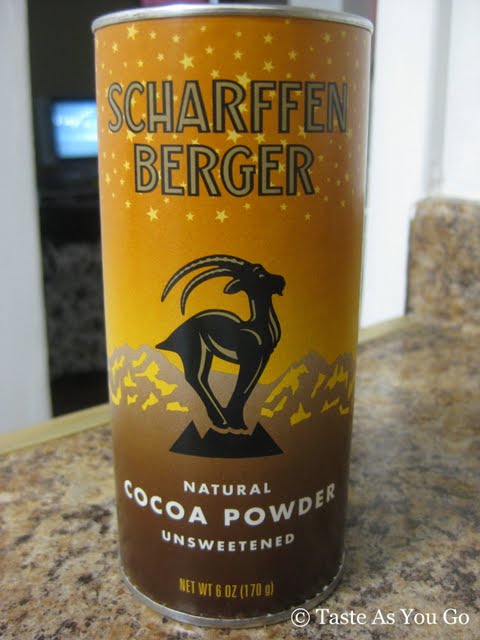 SCHARFFEN
BERGER
NATURAL
COCOA POWDER
UNSWEETENED
NET WT 6 OZ (170 g)
© Taste As You Go